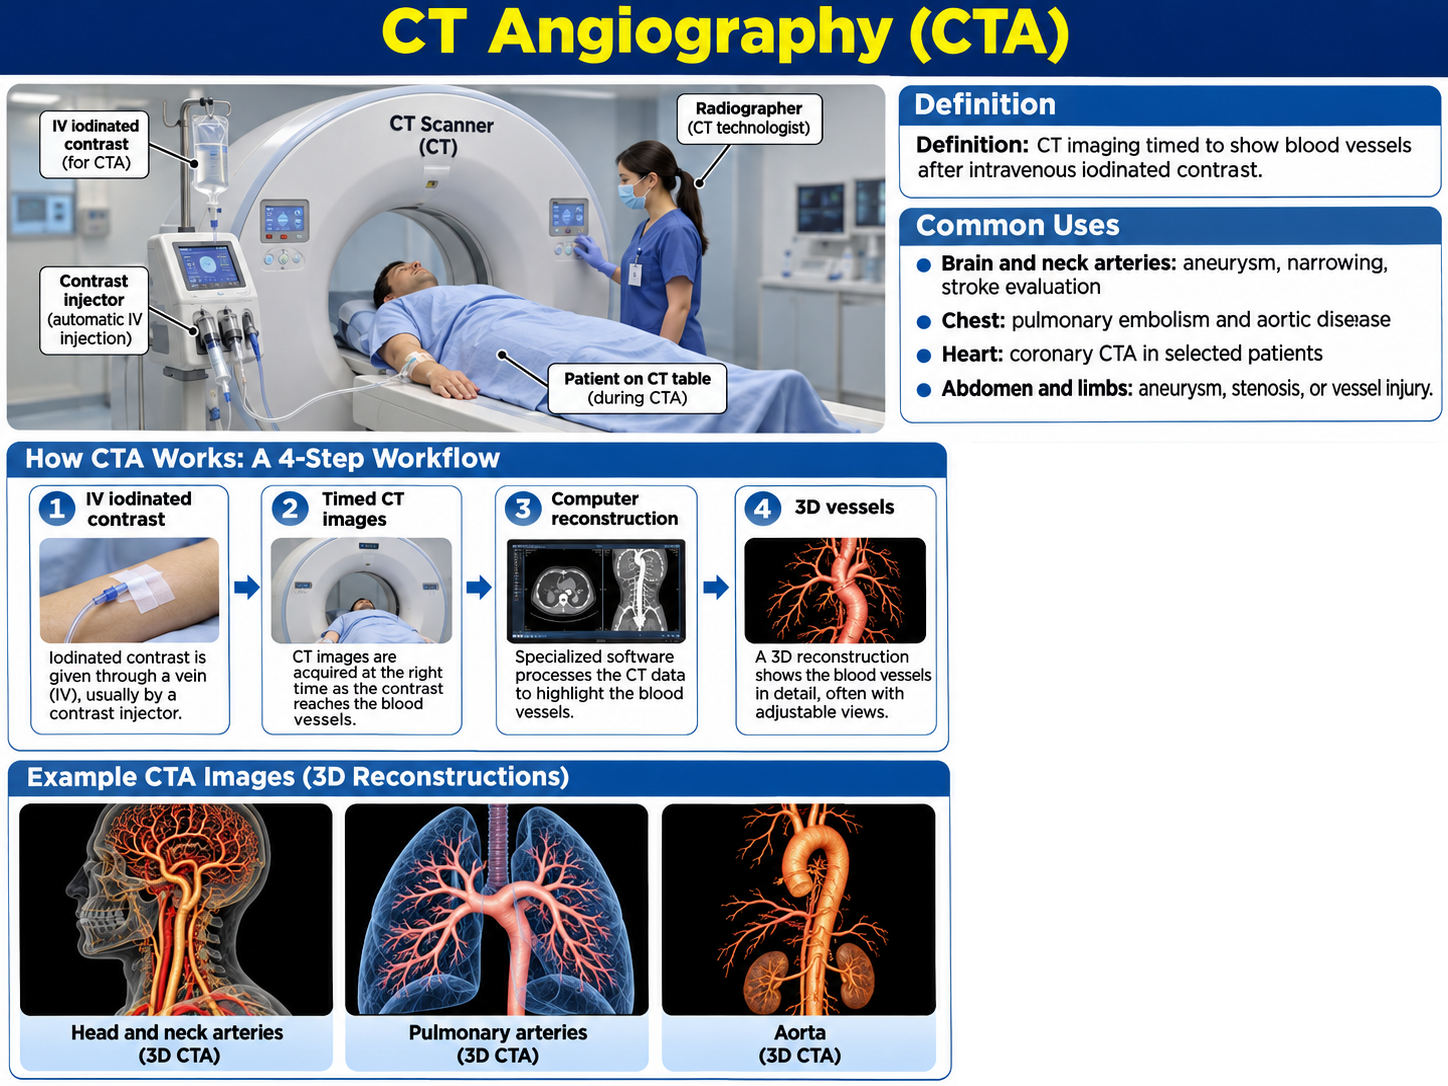 CT Angiography (CTA)
IV iodinated
contrast
(for CTA)
CT Scanner
(CT)
Radiographer
(CT technologist)
Contrast
injector
(automatic IV
injection)
Patient on CT table
(during CTA)
Definition
Definition: CT imaging timed to show blood vessels
after intravenous iodinated contrast.
Common Uses
Brain and neck arteries: aneurysm, narrowing,
stroke evaluation
Chest: pulmonary embolism and aortic disease
Heart: coronary CTA in selected patients
Abdomen and limbs: aneurysm, stenosis, or vessel injury.
How CTA Works: A 4-Step Workflow
1 IV iodinated
contrast
Iodinated contrast is
given through a vein
(IV), usually by a
contrast injector.
2 Timed CT
images
CT images are
acquired at the right
time as the contrast
reaches the blood
vessels.
3 Computer
reconstruction
Specialized software
processes the CT data
to highlight the blood
vessels.
4 3D vessels
A 3D reconstruction
shows the blood vessels
in detail, often with
adjustable views.
Example CTA Images (3D Reconstructions)
Head and neck arteries
(3D CTA)
Pulmonary arteries
(3D CTA)
Aorta
(3D CTA)